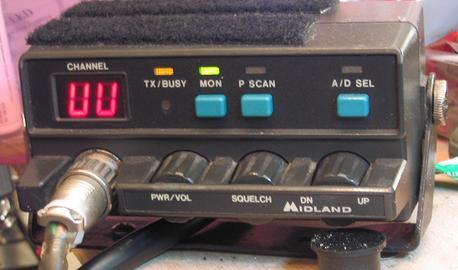 CHANNEL
UU
TX/BUSY MON P SCAN A/D SEL
PWR/VOL SQUELCH DN UP
MIDLAND